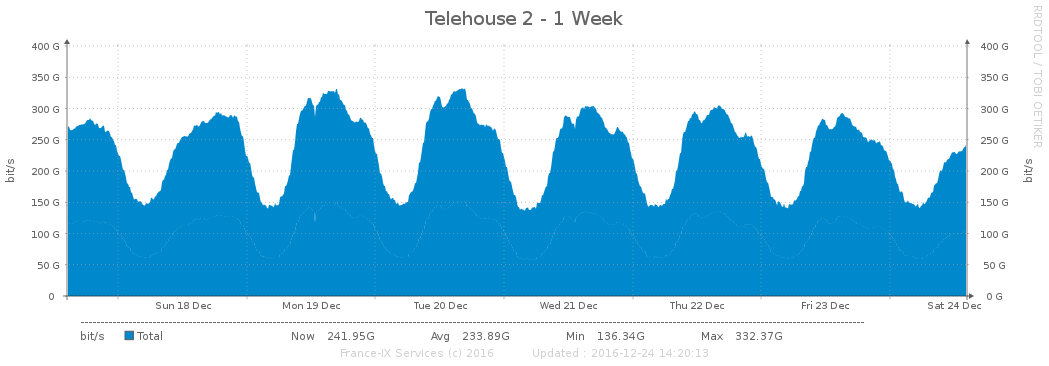 Telehouse 2 - 1 Week
RRDTOOL / TOBI OETIKER
400 G 400 G
350 G 350 G
300 G 300 G
250 G 250 G
200 G 200 G
150 G 150 G
100 G 100 G
50 G 50 G
0 0 G
bit/s
bit/s
Sun 18 Dec Mon 19 Dec Tue 20 Dec Wed 21 Dec Thu 22 Dec Fri 23 Dec Sat 24 Dec
bit/s Total Now 241.95G Avg 233.89G Min 136.34G Max 332.37G
France-IX Services (c) 2016 Updated : 2016-12-24 14:20:13